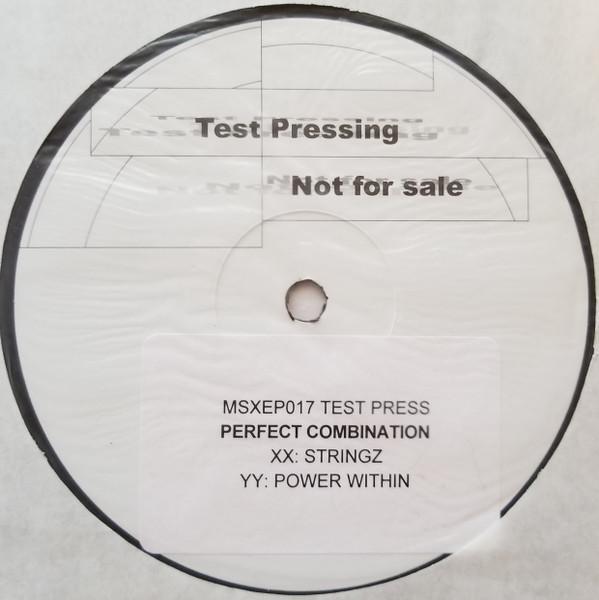 Test Pressing
Not for sale
MSXEP017 TEST PRESS
PERFECT COMBINATION
XX: STRINGZ
YY: POWER WITHIN